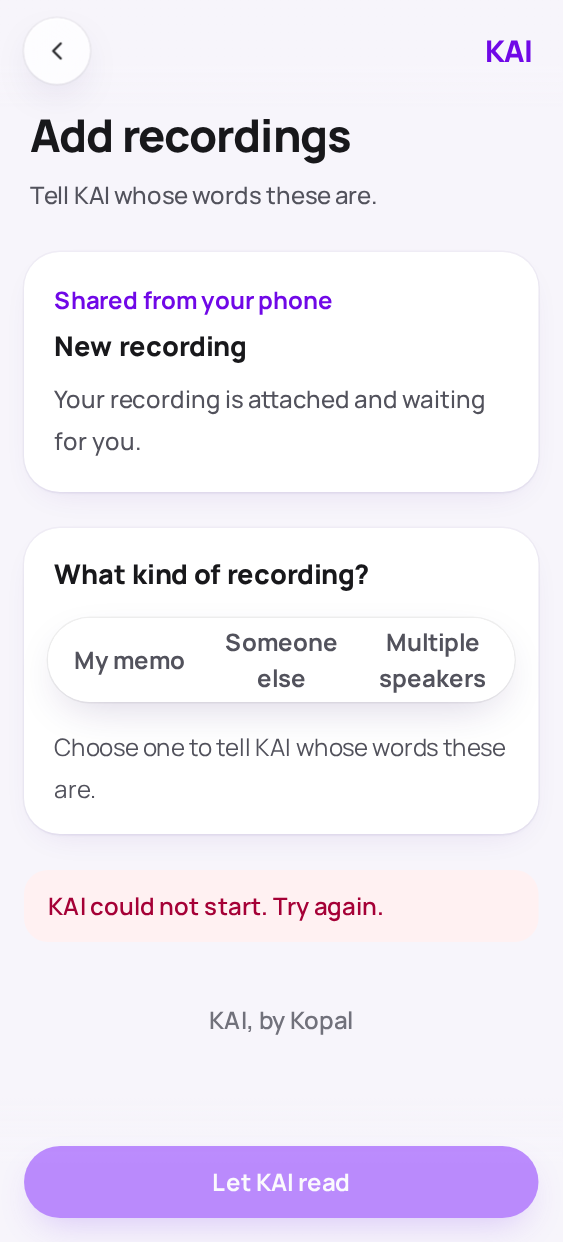 KAI
Add recordings
Tell KAI whose words these are.
Shared from your phone
New recording
Your recording is attached and waiting
for you.
What kind of recording?
My memo
Someone
else
Multiple
speakers
Choose one to tell KAI whose words these
are.
KAI could not start. Try again.
KAI, by Kopal
Let KAI read